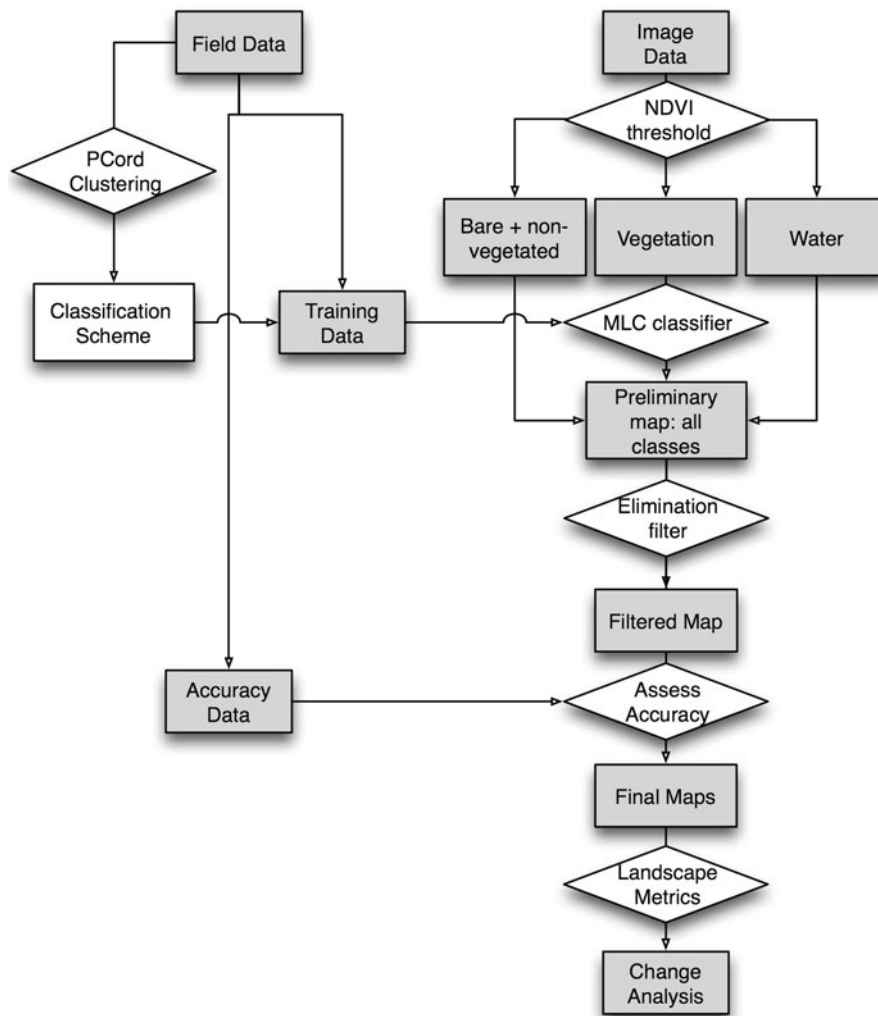 Field Data
Image
Data
NDVI
threshold
PCord
Clustering
Bare + non-
vegetated
Vegetation
Water
Classification
Scheme
Training
Data
MLC classifier
Preliminary
map: all
classes
Elimination
filter
Filtered Map
Accuracy
Data
Assess
Accuracy
Final Maps
Landscape
Metrics
Change
Analysis